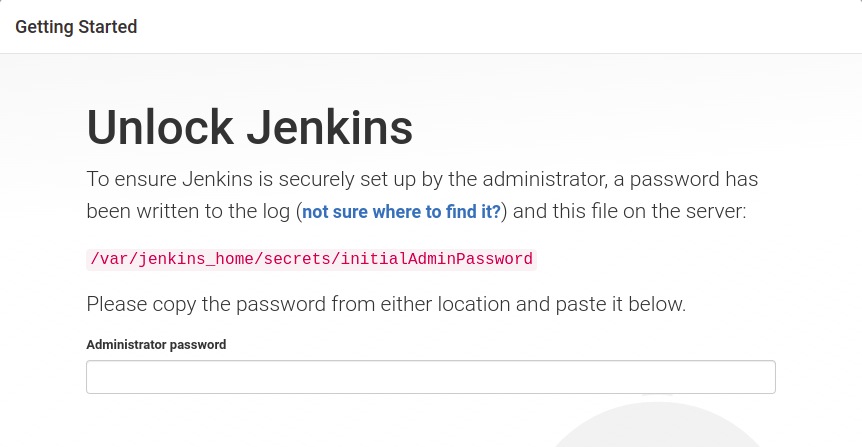 Getting Started
Unlock Jenkins
To ensure Jenkins is securely set up by the administrator, a password has
been written to the log (not sure where to find it?) and this file on the server:
/var/jenkins_home/secrets/initialAdminPassword
Please copy the password from either location and paste it below.
Administrator password